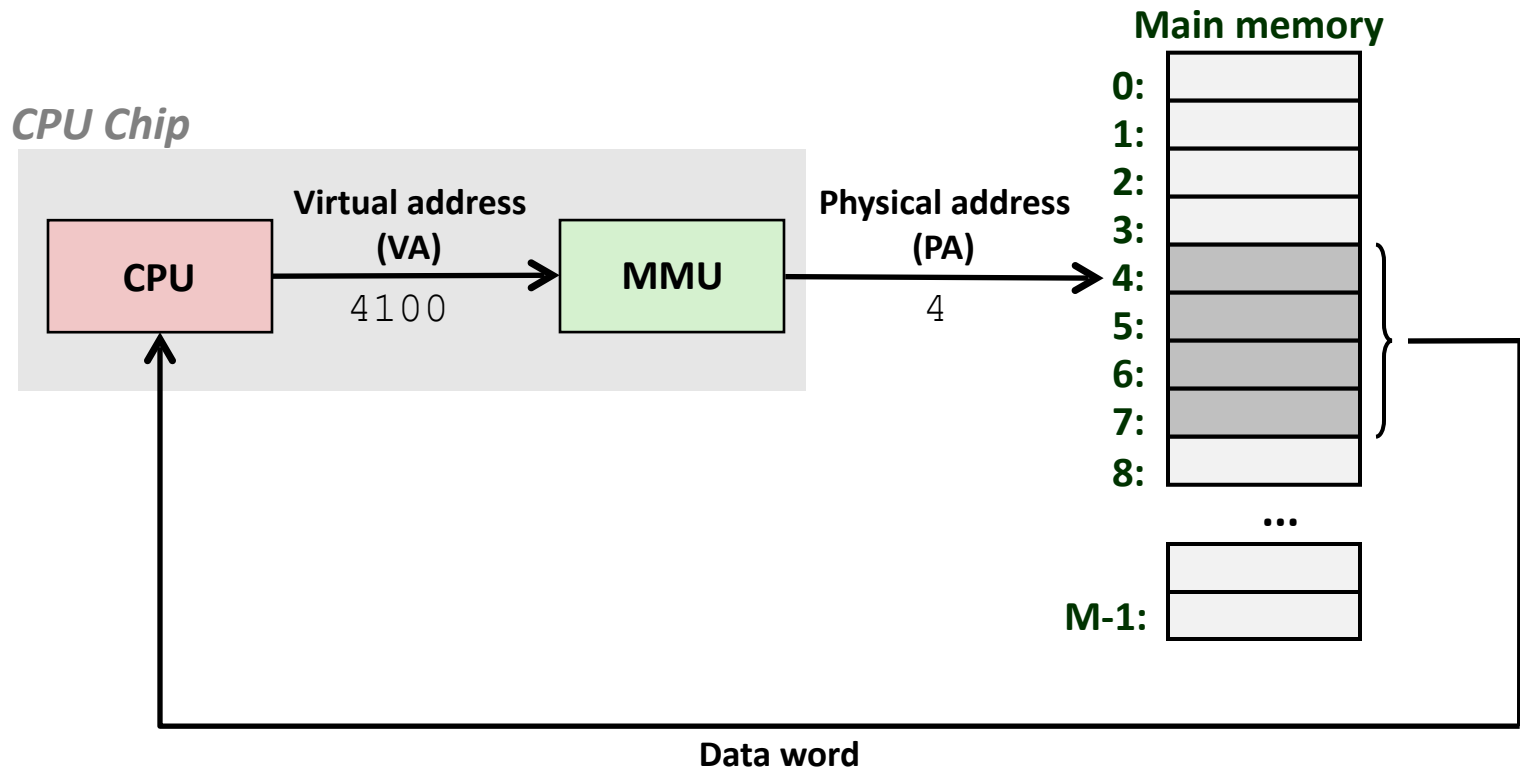 Main memory
CPU Chip
CPU
Virtual address
(VA)
4100
MMU
Physical address
(PA)
4
0:
1:
2:
3:
4:
5:
6:
7:
8:
...
M-1:
Data word